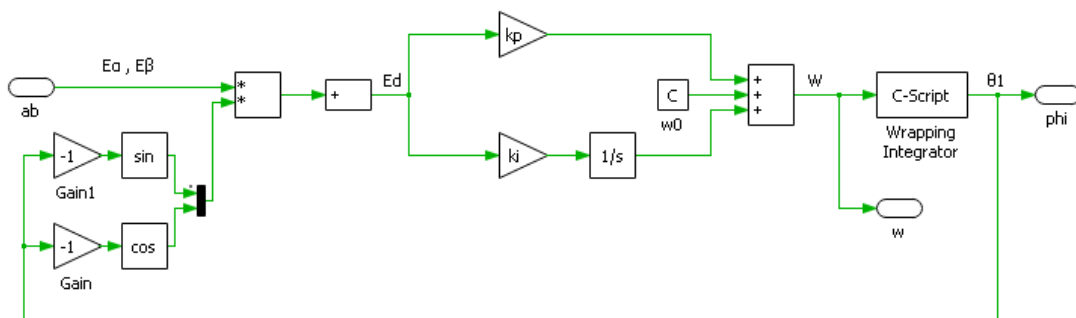 kp
Eα , Eβ
*
*
ab
+
Ed
C
w0
+
+
+
W
C-Script
Wrapping
Integrator
θ1
phi
-1
Gain1
sin
ki
1/s
w
-1
Gain
cos